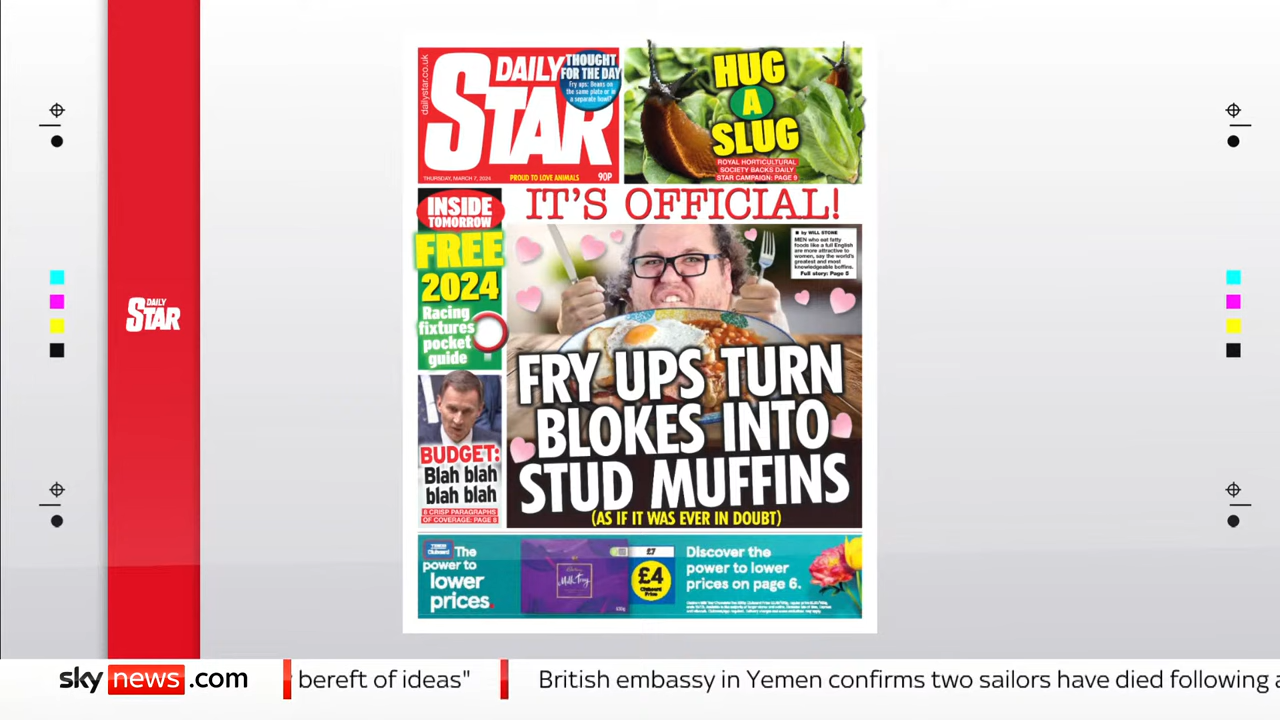 DAILY
STAR
dailystar.co.uk
THOUGHT
FOR THE DAY
Fry ups: Beans on
the same plate or in
a separate bowl?
THURSDAY, MARCH 7, 2024
PROUD TO LOVE ANIMALS
90P
HUG
A
SLUG
ROYAL HORTICULTURAL
SOCIETY BACKS DAILY
STAR CAMPAIGN: PAGE 9
IT'S OFFICIAL!
INSIDE
TOMORROW
FREE
2024
Racing
fixtures
pocket
guide
BUDGET:
Blah blah
blah blah
6 CRISP PARAGRAPHS
OF COVERAGE: PAGE 8
■ by WILL STONE
MEN who eat fatty
foods like a full English
are more attractive to
women, say the world's
greatest and most
knowledgeable boffins.
Full story: Page 5
FRY UPS TURN
BLOKES INTO
STUD MUFFINS
(AS IF IT WAS EVER IN DOUBT)
The
power to
lower
prices.
Milk Tray
£7
£4
Clubcard
Price
Discover the
power to lower
prices on page 6.
DAILY
STAR
sky news.com
bereft of ideas"
British embassy in Yemen confirms two sailors have died following a